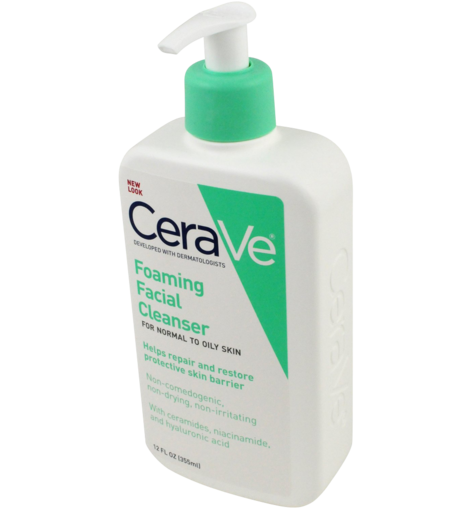 NEW
LOOK
CeraVe®
DEVELOPED WITH DERMATOLOGISTS
Foaming
Facial
Cleanser
FOR NORMAL TO OILY SKIN
Helps repair and restore
protective skin barrier
Non-comedogenic,
non-drying, non-irritating
With ceramides, niacinamide,
and hyaluronic acid
12 FL OZ (355ml)
CeraVe